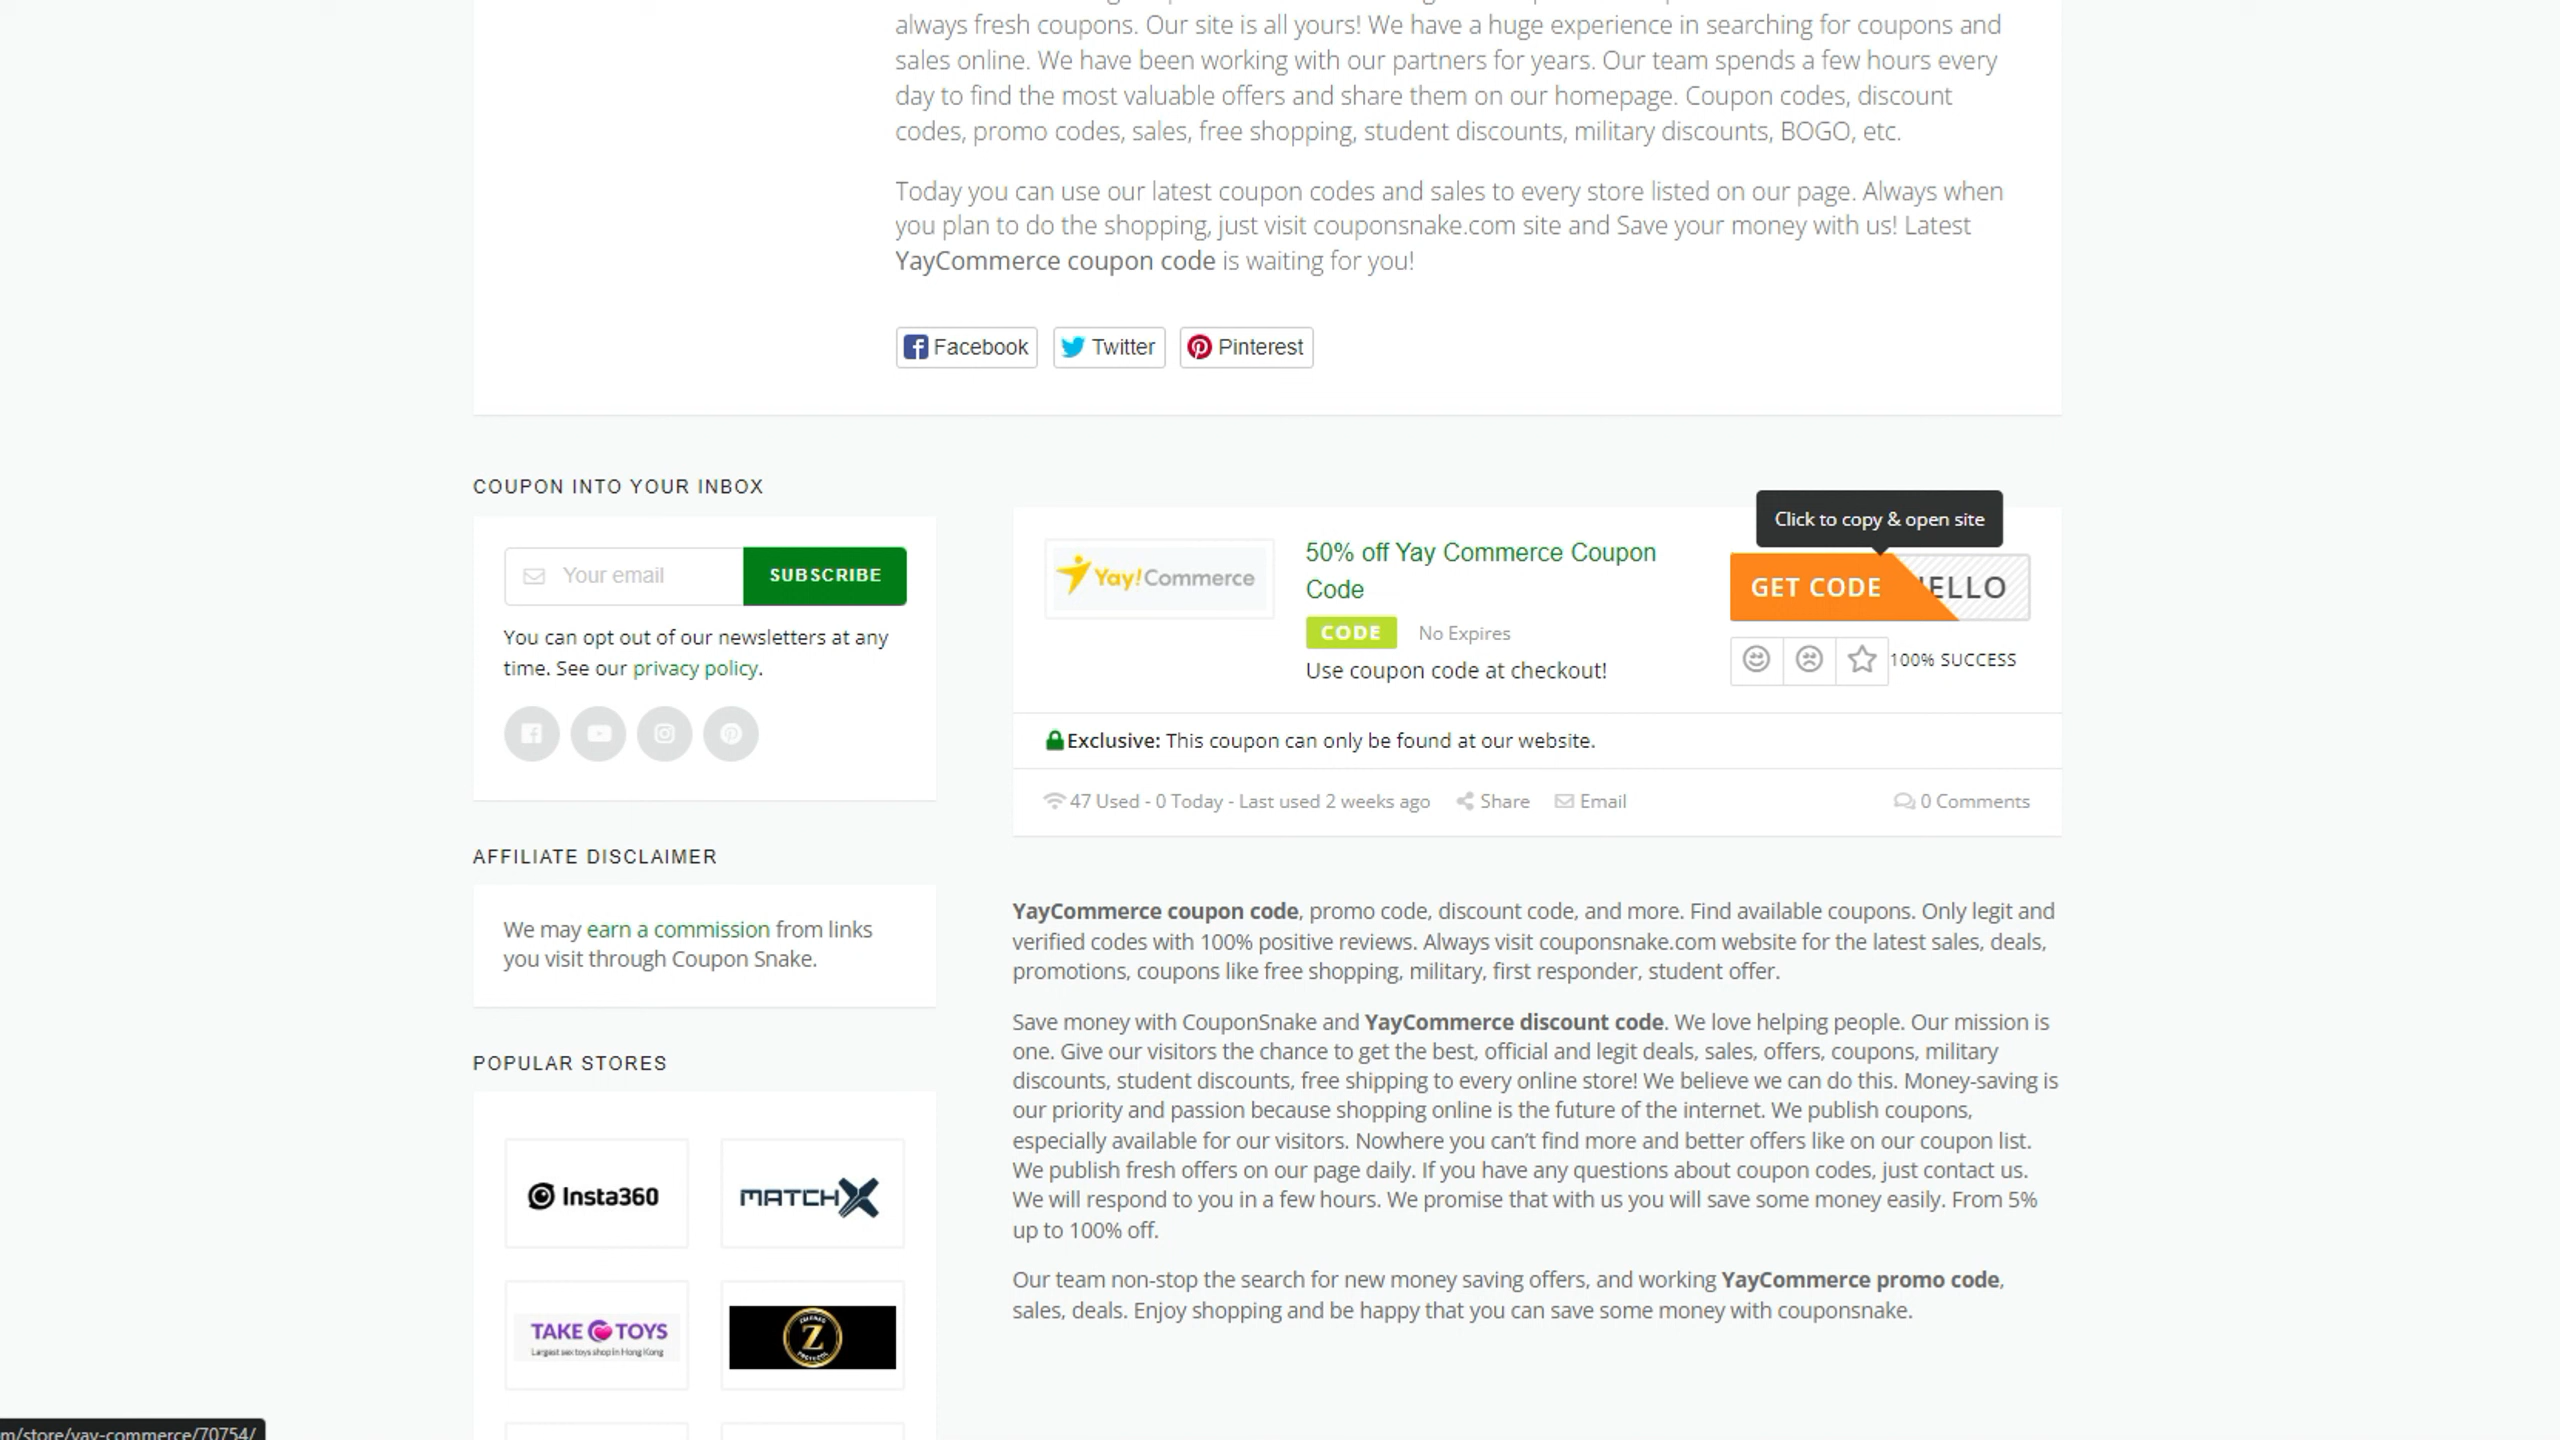 always fresh coupons. Our site is all yours! We have a huge experience in searching for coupons and
sales online. We have been working with our partners for years. Our team spends a few hours every
day to find the most valuable offers and share them on our homepage. Coupon codes, discount
codes, promo codes, sales, free shopping, student discounts, military discounts, BOGO, etc.
Today you can use our latest coupon codes and sales to every store listed on our page. Always when
you plan to do the shopping, just visit couponsnake.com site and Save your money with us! Latest
YayCommerce coupon code is waiting for you!
Facebook Twitter Pinterest
COUPON INTO YOUR INBOX
Your email SUBSCRIBE
You can opt out of our newsletters at any
time. See our privacy policy.
AFFILIATE DISCLAIMER
We may earn a commission from links
you visit through Coupon Snake.
POPULAR STORES
Insta360
MATCHX
TAKE TOYS
Largest sex toys shop in Hong Kong
Z
Click to copy & open site
Yay!Commerce
50% off Yay Commerce Coupon
Code
GET CODE ELLO
CODE No Expires
Use coupon code at checkout!
100% SUCCESS
Exclusive: This coupon can only be found at our website.
47 Used - 0 Today - Last used 2 weeks ago Share Email 0 Comments
YayCommerce coupon code, promo code, discount code, and more. Find available coupons. Only legit and
verified codes with 100% positive reviews. Always visit couponsnake.com website for the latest sales, deals,
promotions, coupons like free shopping, military, first responder, student offer.
Save money with CouponSnake and YayCommerce discount code. We love helping people. Our mission is
one. Give our visitors the chance to get the best, official and legit deals, sales, offers, coupons, military
discounts, student discounts, free shipping to every online store! We believe we can do this. Money-saving is
our priority and passion because shopping online is the future of the internet. We publish coupons,
especially available for our visitors. Nowhere you can't find more and better offers like on our coupon list.
We publish fresh offers on our page daily. If you have any questions about coupon codes, just contact us.
We will respond to you in a few hours. We promise that with us you will save some money easily. From 5%
up to 100% off.
Our team non-stop the search for new money saving offers, and working YayCommerce promo code,
sales, deals. Enjoy shopping and be happy that you can save some money with couponsnake.
m/store/yay-commerce/70754/